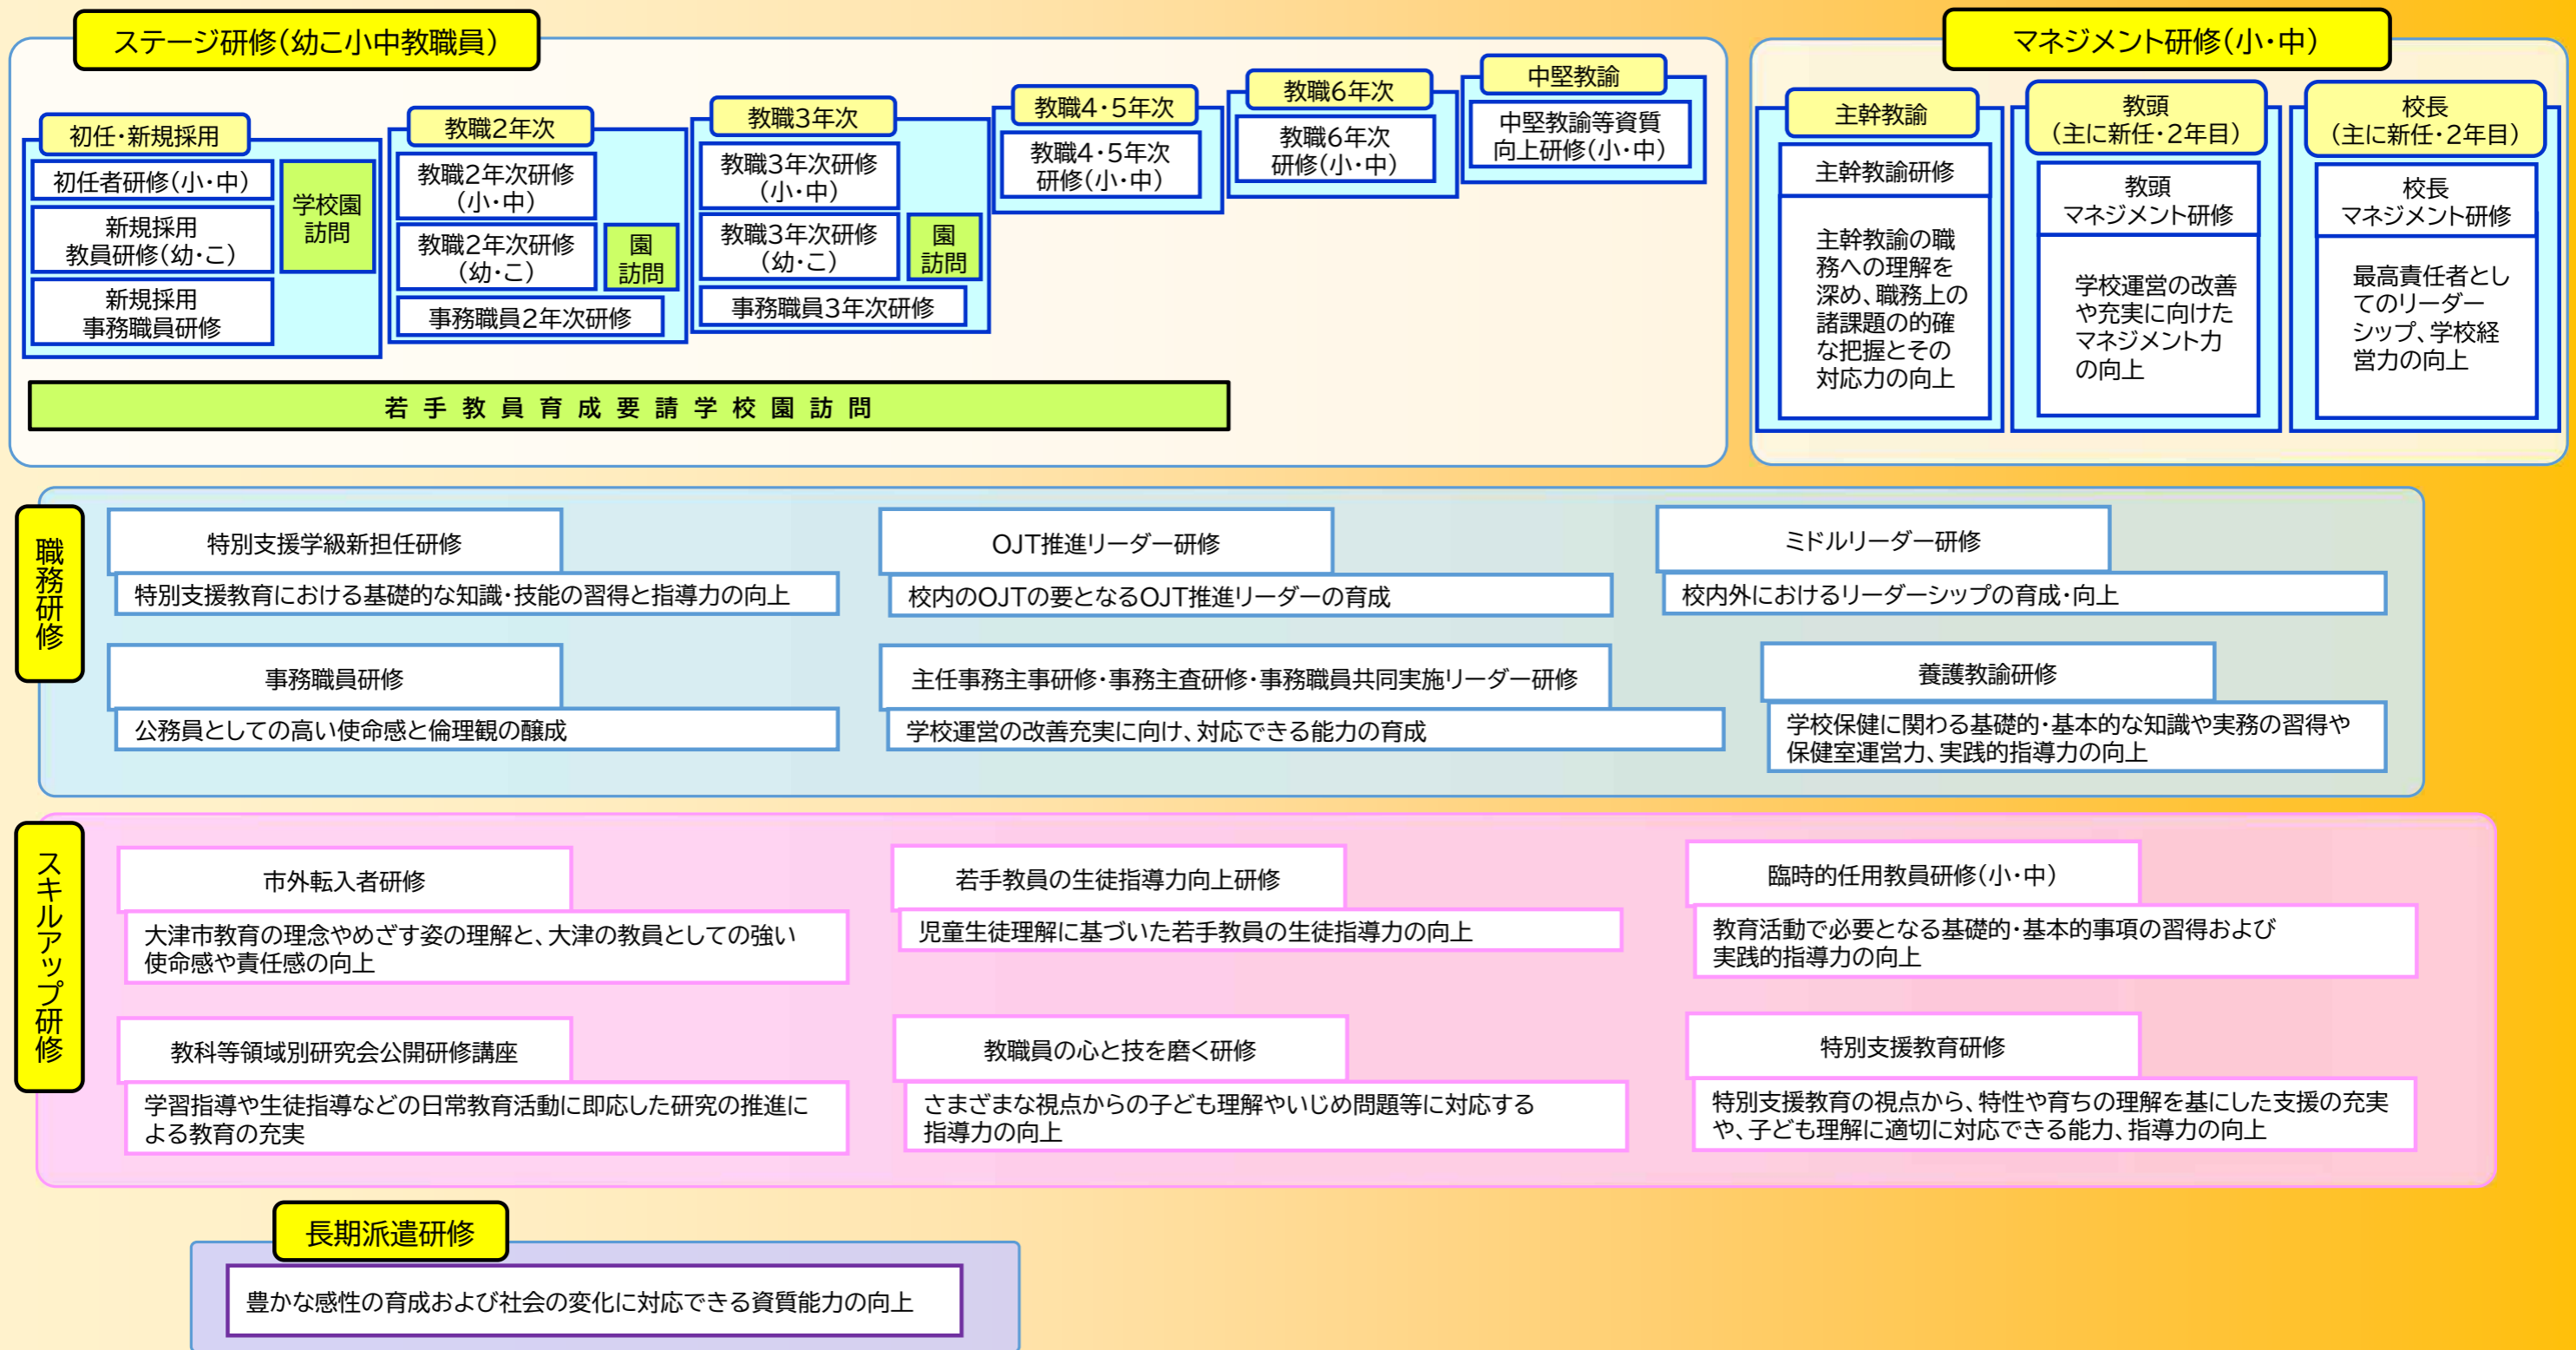 ステージ研修(幼こ小中教職員)
初任・新規採用
初任者研修(小・中)
新規採用
教員研修(幼・こ)
新規採用
事務職員研修
学校園
訪問
教職2年次
教職2年次研修
(小・中)
教職2年次研修
(幼・こ)
園
訪問
事務職員2年次研修
教職3年次
教職3年次研修
(小・中)
教職3年次研修
(幼・こ)
園
訪問
事務職員3年次研修
教職4・5年次
教職4・5年次
研修(小・中)
教職6年次
教職6年次
研修(小・中)
中堅教諭
中堅教諭等資質
向上研修(小・中)
若手教員育成要請学校園訪問
マネジメント研修(小・中)
主幹教諭
主幹教諭研修
主幹教諭の職
務への理解を
深め、職務上の
諸課題の的確
な把握とその
対応力の向上
教頭
(主に新任・2年目)
教頭
マネジメント研修
学校運営の改善
や充実に向けた
マネジメント力
の向上
校長
(主に新任・2年目)
校長
マネジメント研修
最高責任者とし
てのリーダー
シップ、学校経
営力の向上
職務研修
特別支援学級新担任研修
特別支援教育における基礎的な知識・技能の習得と指導力の向上
OJT推進リーダー研修
校内のOJTの要となるOJT推進リーダーの育成
ミドルリーダー研修
校内外におけるリーダーシップの育成・向上
事務職員研修
公務員としての高い使命感と倫理観の醸成
主任事務主事研修・事務主査研修・事務職員共同実施リーダー研修
学校運営の改善充実に向け、対応できる能力の育成
養護教諭研修
学校保健に関わる基礎的・基本的な知識や実務の習得や
保健室運営力、実践的指導力の向上
スキルアップ研修
市外転入者研修
大津市教育の理念やめざす姿の理解と、大津の教員としての強い
使命感や責任感の向上
若手教員の生徒指導力向上研修
児童生徒理解に基づいた若手教員の生徒指導力の向上
臨時的任用教員研修(小・中)
教育活動で必要となる基礎的・基本的事項の習得および
実践的指導力の向上
教科等領域別研究会公開研修講座
学習指導や生徒指導などの日常教育活動に即応した研究の推進に
よる教育の充実
教職員の心と技を磨く研修
さまざまな視点からの子ども理解やいじめ問題等に対応する
指導力の向上
特別支援教育研修
特別支援教育の視点から、特性や育ちの理解を基にした支援の充実
や、子ども理解に適切に対応できる能力、指導力の向上
長期派遣研修
豊かな感性の育成および社会の変化に対応できる資質能力の向上